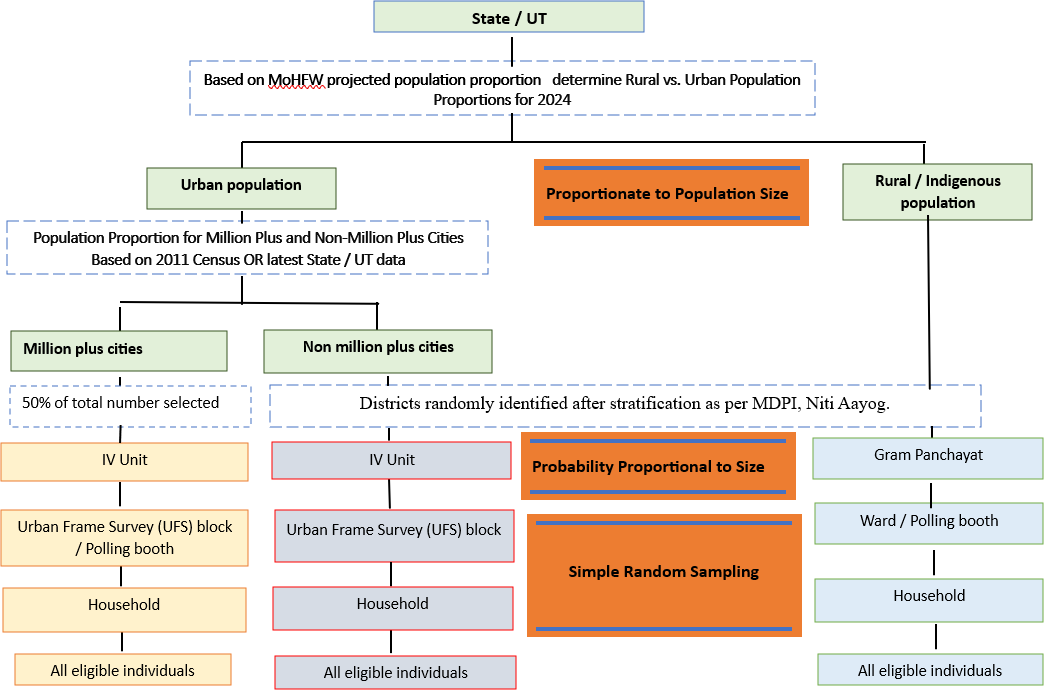 State / UT
Based on MoHFW projected population proportion determine Rural vs. Urban Population
Proportions for 2024
Urban population
Proportionate to Population Size
Rural / Indigenous
population
Population Proportion for Million Plus and Non-Million Plus Cities
Based on 2011 Census OR latest State / UT data
Million plus cities
Non million plus cities
50% of total number selected
Districts randomly identified after stratification as per MDPI, Niti Aayog.
IV Unit
IV Unit
Probability Proportional to Size
Gram Panchayat
Urban Frame Survey (UFS) block
/ Polling booth
Urban Frame Survey (UFS) block
Simple Random Sampling
Ward / Polling booth
Household
Household
Household
All eligible individuals
All eligible individuals
All eligible individuals